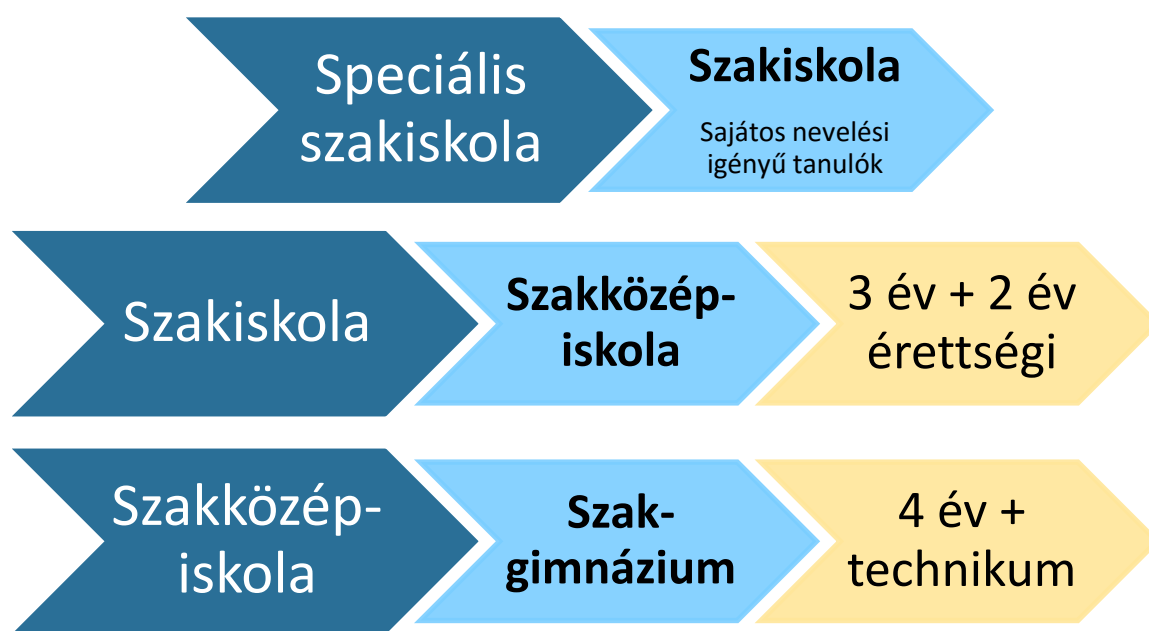 Speciális
szakiskola
Szakiskola
Sajátos nevelési
igényű tanulók
Szakiskola
Szakközép-
iskola
3 év + 2 év
érettségi
Szakközép-
iskola
Szak-
gimnázium
4 év +
technikum